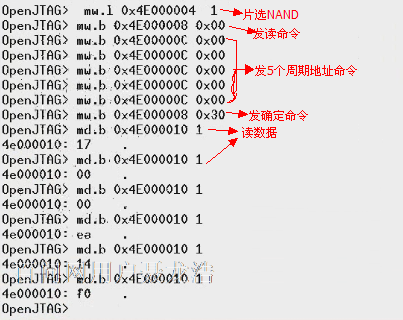 OpenJTAG>  mw.l 0x4E000004  1 片选NAND
OpenJTAG> mw.b 0x4E000008 0x00 发读命令
OpenJTAG> mw.b 0x4E00000C 0x00
OpenJTAG> mw.b 0x4E00000C 0x00
OpenJTAG> mw.b 0x4E00000C 0x00 发5个周期地址命令
OpenJTAG> mw.b 0x4E00000C 0x00
OpenJTAG> mw.b 0x4E00000C 0x00
OpenJTAG> mw.b 0x4E000008 0x30 发确定命令
OpenJTAG> md.b 0x4E000010 1 读数据
4e000010: 17    .
OpenJTAG> md.b 0x4E000010 1
4e000010: 00    .
OpenJTAG> md.b 0x4E000010 1
4e000010: 00    .
OpenJTAG> md.b 0x4E000010 1
4e000010: ea    .
OpenJTAG> md.b 0x4E000010 1
4e000010: 14    .
OpenJTAG> md.b 0x4E000010 1
4e000010: f0    .
OpenJTAG>